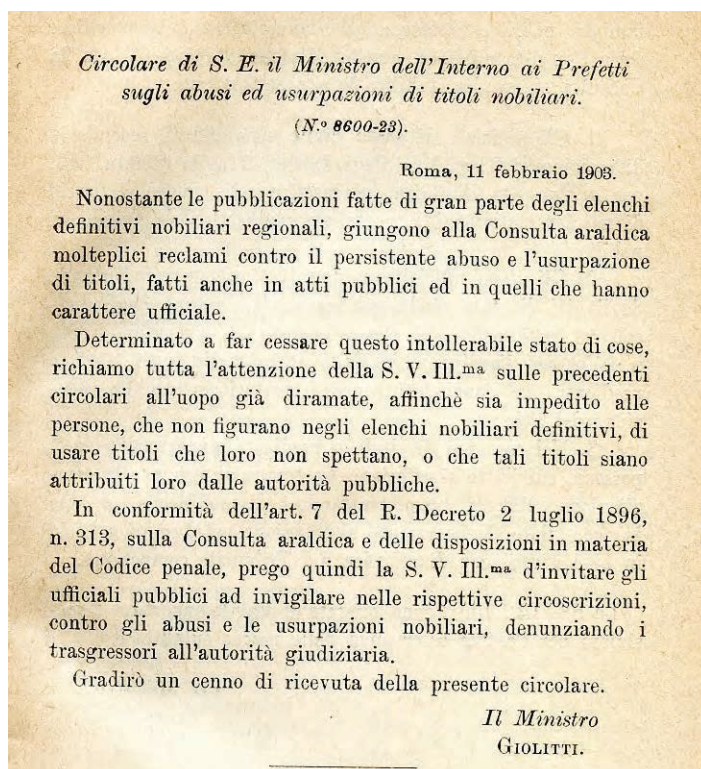 Circolare di S. E. il Ministro dell'Interno ai Prefetti
sugli abusi ed usurpazioni di titoli nobiliari.
(N.º 8600-23).
Roma, 11 febbraio 1903.
Nonostante le pubblicazioni fatte di gran parte degli elenchi
definitivi nobiliari regionali, giungono alla Consulta araldica
molteplici reclami contro il persistente abuso e l'usurpazione
di titoli, fatti anche in atti pubblici ed in quelli che hanno
carattere ufficiale.
Determinato a far cessare questo intollerabile stato di cose,
richiamo tutta l'attenzione della S. V. Ill.ᵐᵃ sulle precedenti
circolari all'uopo già diramate, affinchè sia impedito alle
persone, che non figurano negli elenchi nobiliari definitivi, di
usare titoli che loro non spettano, o che tali titoli siano
attribuiti loro dalle autorità pubbliche.
In conformità dell'art. 7 del R. Decreto 2 luglio 1896,
n. 313, sulla Consulta araldica e delle disposizioni in materia
del Codice penale, prego quindi la S. V. Ill.ᵐᵃ d'invitare gli
ufficiali pubblici ad invigilare nelle rispettive circoscrizioni,
contro gli abusi e le usurpazioni nobiliari, denunziando i
trasgressori all'autorità giudiziaria.
Gradirò un cenno di ricevuta della presente circolare.
Il Ministro
GIOLITTI.